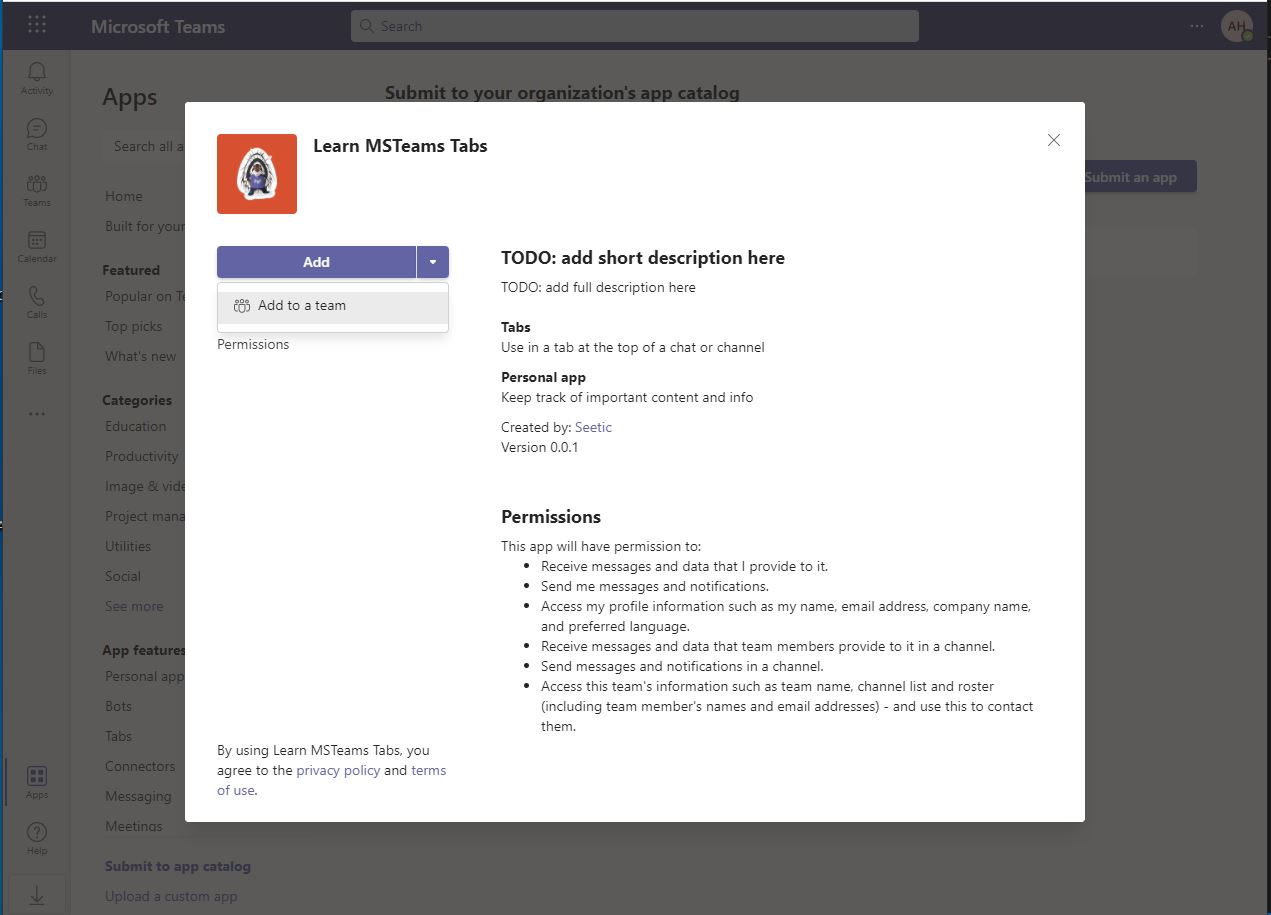 Microsoft Teams
Search
AH
Activity
Chat
Teams
Calendar
Calls
Files
Apps
Help
Apps
Search all a
Home
Built for your
Featured
Popular on Te
Top picks
What's new
Categories
Education
Productivity
Image & vide
Project mana
Utilities
Social
See more
App features
Personal app
Bots
Tabs
Connectors
Messaging
Meetings
Submit to app catalog
Upload a custom app
Submit to your organization's app catalog
Submit an app
Learn MSTeams Tabs
Add
Add to a team
Permissions
By using Learn MSTeams Tabs, you
agree to the privacy policy and terms
of use.
TODO: add short description here
TODO: add full description here
Tabs
Use in a tab at the top of a chat or channel
Personal app
Keep track of important content and info
Created by: Seetic
Version 0.0.1
Permissions
This app will have permission to:
• Receive messages and data that I provide to it.
• Send me messages and notifications.
• Access my profile information such as my name, email address, company name,
and preferred language.
• Receive messages and data that team members provide to it in a channel.
• Send messages and notifications in a channel.
• Access this team's information such as team name, channel list and roster
(including team member's names and email addresses) - and use this to contact
them.